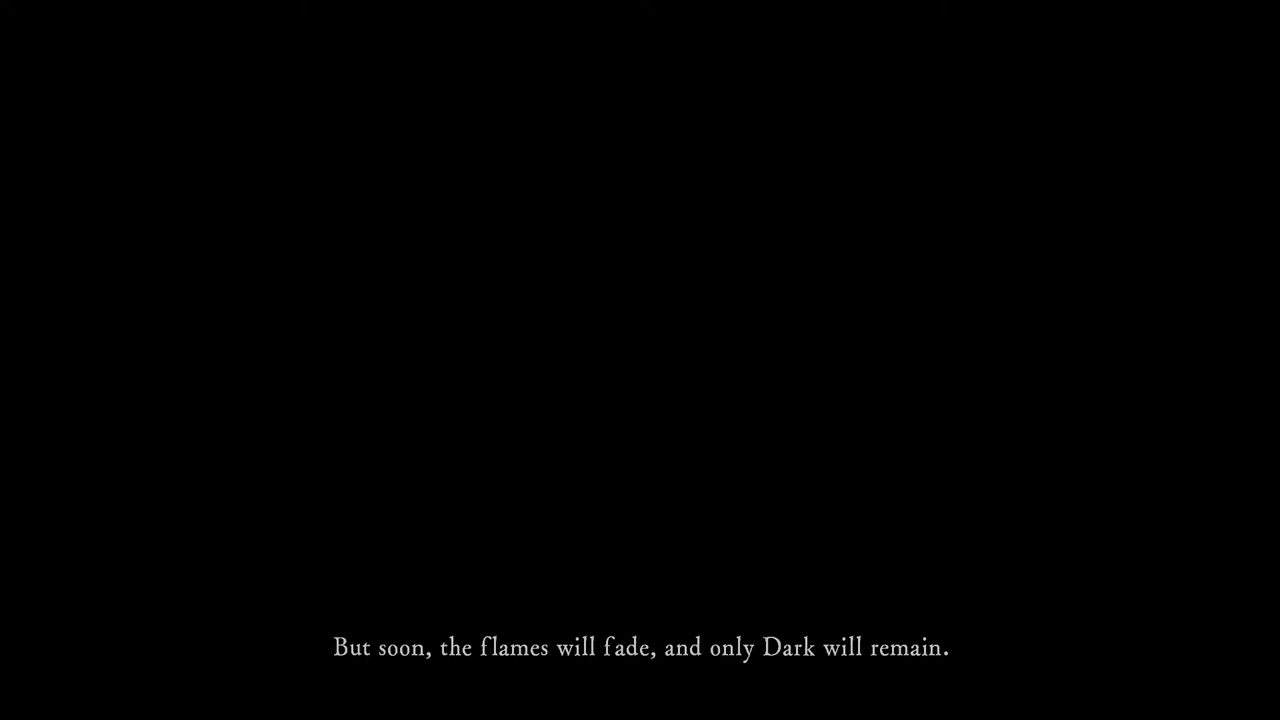 But soon, the flames will fade, and only Dark will remain.